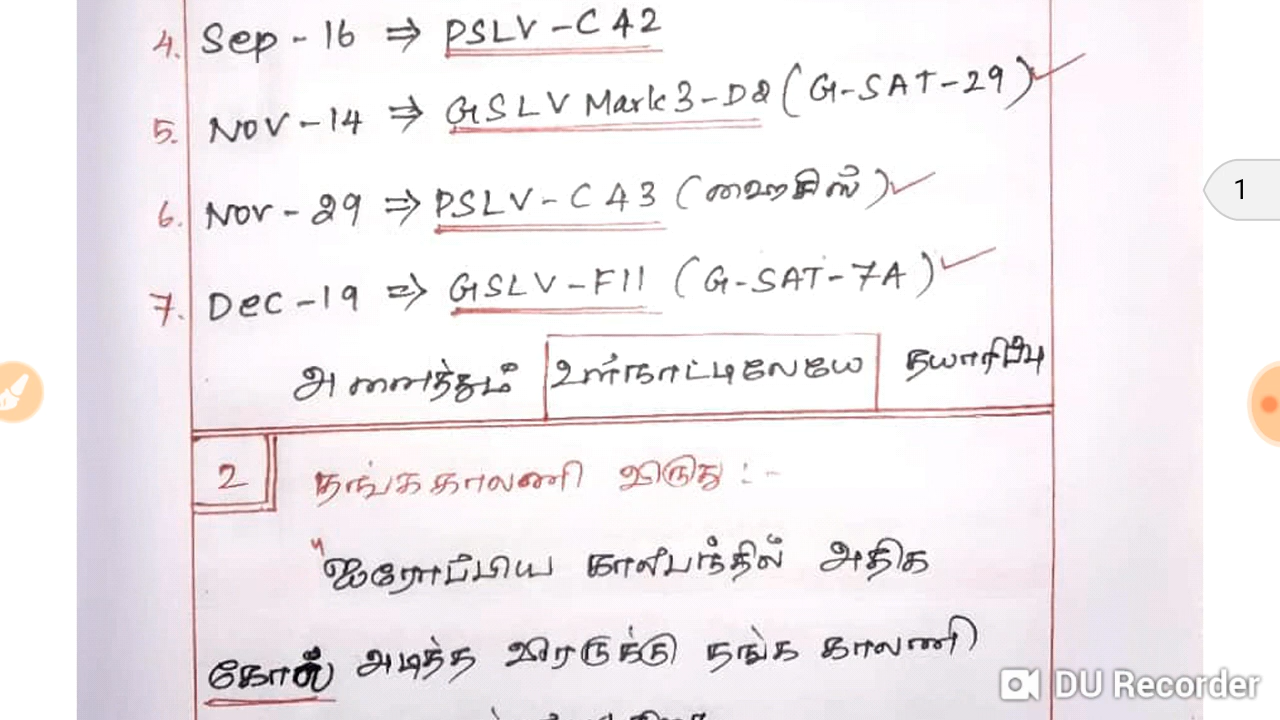 4. Sep - 16 ⇒ PSLV - C 42
5. Nov - 14 ⇒ GSLV Mark 3 - D2 (G-SAT-29) ✓
6. Nov - 29 ⇒ PSLV - C 43 (ஹைசிஸ்) ✓
7. Dec - 19 ⇒ GSLV - F11 (G-SAT-7A) ✓
அனைத்தும் உள்நாட்டிலேயே தயாரிப்பு
2 தங்க காலணி விருது :-
"ஐரோப்பிய கால்பந்தில் அதிக
கோல் அடித்த வீரருக்கு தங்க காலணி
1
DU Recorder